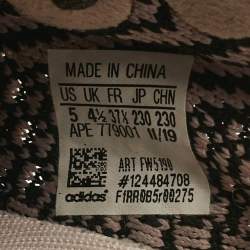 MADE IN CHINA
US UK FR JP CHN
5 4½ 37⅓ 230 230
APE 779001 11/19
ART FW5190
#124484708
adidas F1RR0B5r00275